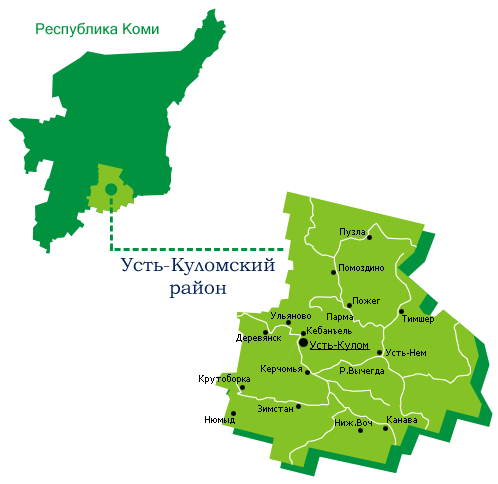 Республика Коми
Усть-Куломский
район
Пузла
Помоздино
Пожег
Ульяново
Парма
Тимшер
Деревянск
Кебанъель
Усть-Кулом
Усть-Нем
Керчомья
Р.Вычегда
Крутоборка
Зимстан
Нюмыд
Ниж.Воч
Канава